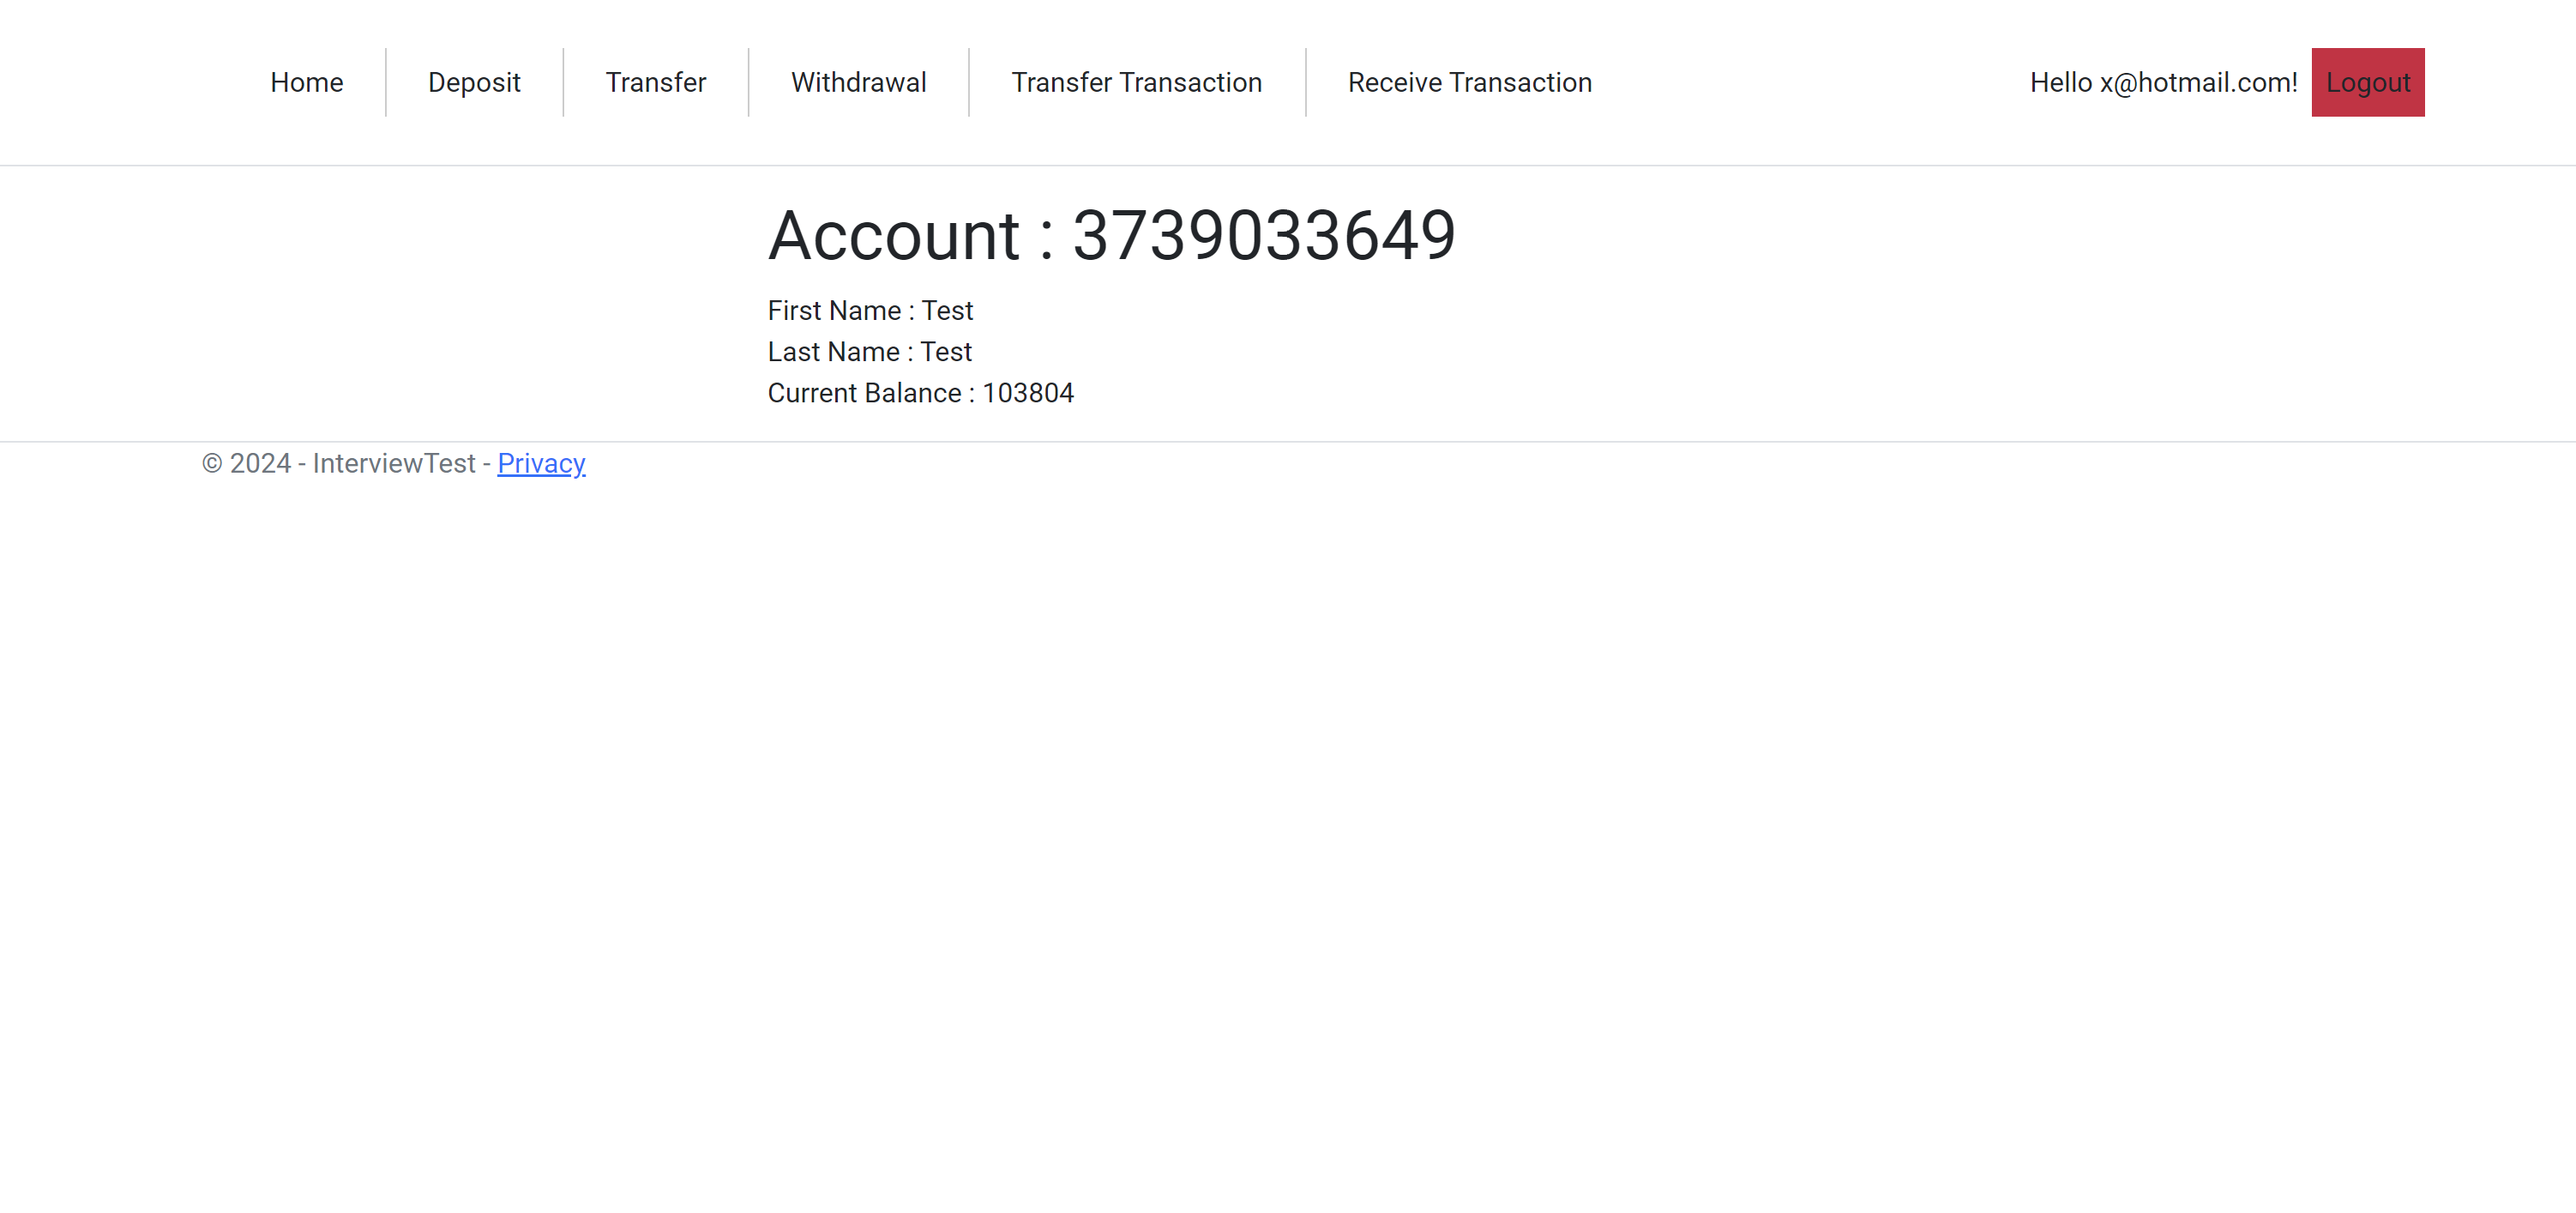 Home Deposit Transfer Withdrawal Transfer Transaction Receive Transaction Hello x@hotmail.com! Logout
Account : 3739033649
First Name : Test
Last Name : Test
Current Balance : 103804
© 2024 - InterviewTest - Privacy